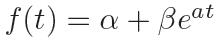 f(t) = α + βe^{at}